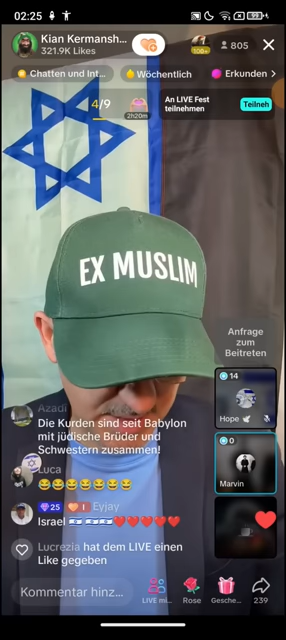 02:25
99
Kian Kermansh...
321.9K Likes
100+
805
Chatten und Int...
Wöchentlich
Erkunden
4/9
2h20m
An LIVE Fest
teilnehmen
Teilneh
EX MUSLIM
Anfrage
zum
Beitreten
14
Hope 🕊
0
Marvin
Azadi
Die Kurden sind seit Babylon
mit jüdische Brüder und
Schwestern zusammen!
Luca
😂😂😂😂😂😂😂
25
I
Eyjay
Israel 🇮🇱🇮🇱🇮🇱❤️❤️❤️❤️❤️
Lucrezia hat dem LIVE einen
Like gegeben
Kommentar hinz...
LIVE mi...
Rose
Gesche...
239